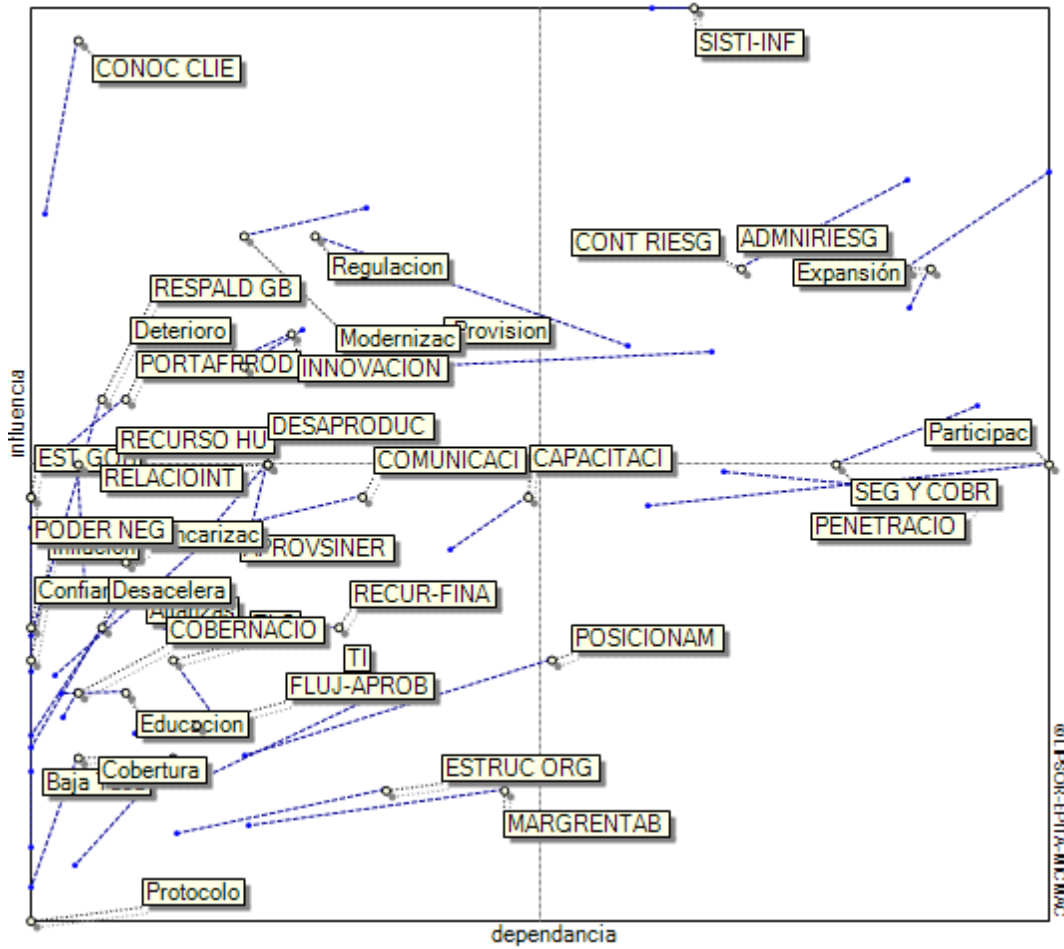 SISTI-INF
CONOC CLIE
CONT RIESG
ADMNIRIESG
Regulacion
Expansión
RESPALD GB
Deterioro
Modernizac
Provision
PORTAFPROD
INNOVACION
influencia
DESAPRODUC
RECURSO HU
Participac
COMUNICACI
CAPACITACI
RELACIOINT
SEG Y COBR
PENETRACIO
PODER NEG
APROVSINER
Desacelera
RECUR-FINA
COBERNACIO
POSICIONAM
TI
FLUJ-APROB
Educacion
Cobertura
ESTRUC ORG
MARGRENTAB
Protocolo
dependancia